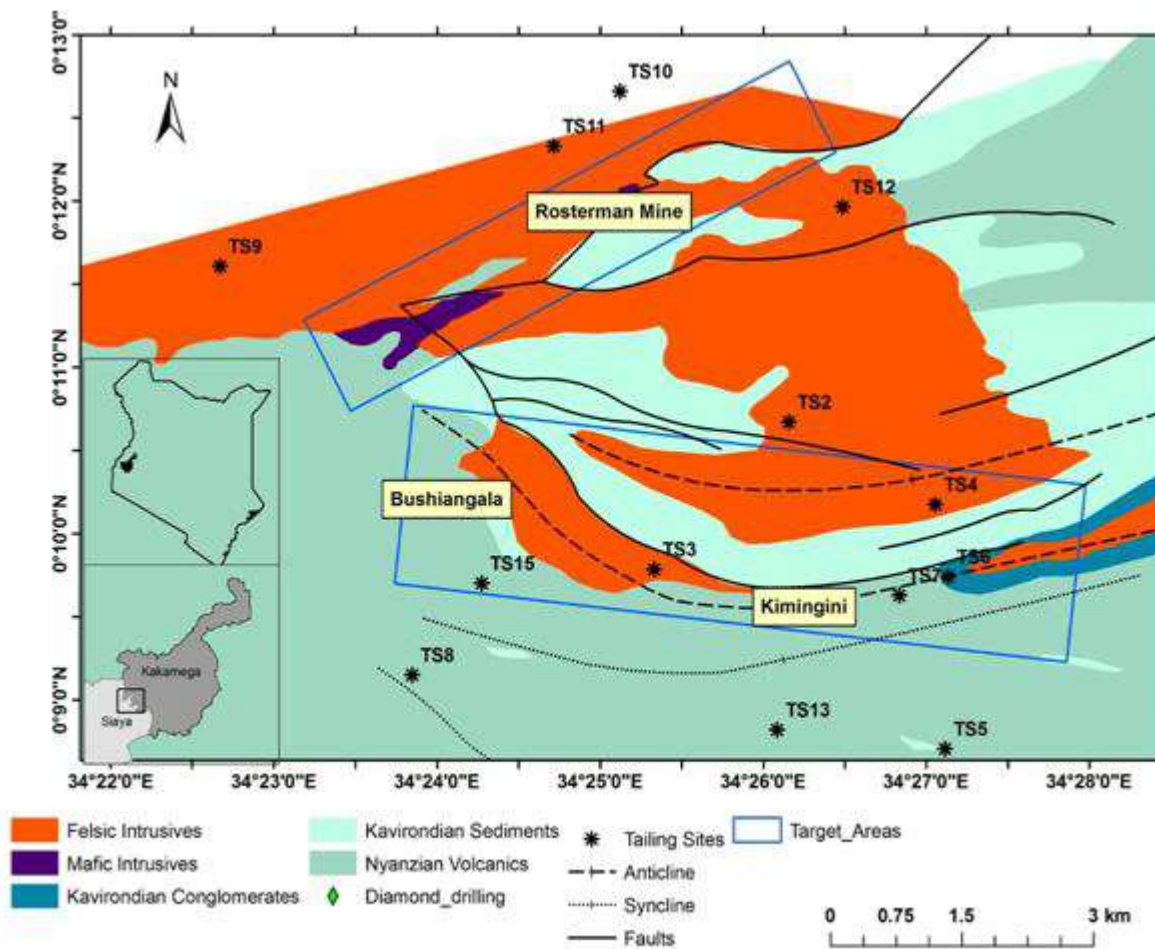 0°13'0"N
N
TS10
TS11
0°12'0"N
Rosterman Mine
TS12
TS9
0°11'0"N
TS2
Bushiangala
TS4
0°10'0"N
TS3
TS15
TS6
TS7
Kimingini
TS8
Kakamega
Siaya
0°9'0"N
TS13
TS5
34°22'0"E
34°23'0"E
34°24'0"E
34°25'0"E
34°26'0"E
34°27'0"E
34°28'0"E
Felsic Intrusives
Mafic Intrusives
Kavirondian Conglomerates
Kavirondian Sediments
Nyanzian Volcanics
Diamond_drilling
Tailing Sites
Anticline
Syncline
Faults
Target_Areas
0 0.75 1.5 3 km